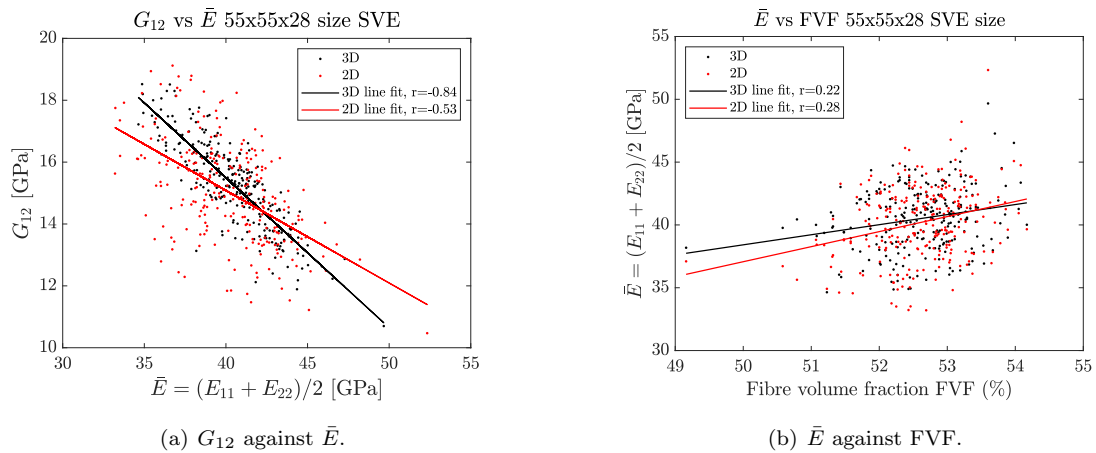 G₁₂ vs Ē 55x55x28 size SVE
G₁₂ [GPa]
20
18
16
14
12
10
3D
2D
3D line fit, r=-0.84
2D line fit, r=-0.53
30 35 40 45 50 55
Ē = (E₁₁ + E₂₂)/2 [GPa]
(a) G₁₂ against Ē.
Ē vs FVF 55x55x28 SVE size
Ē = (E₁₁ + E₂₂)/2 [GPa]
55
50
45
40
35
30
3D
2D
3D line fit, r=0.22
2D line fit, r=0.28
49 50 51 52 53 54 55
Fibre volume fraction FVF (%)
(b) Ē against FVF.